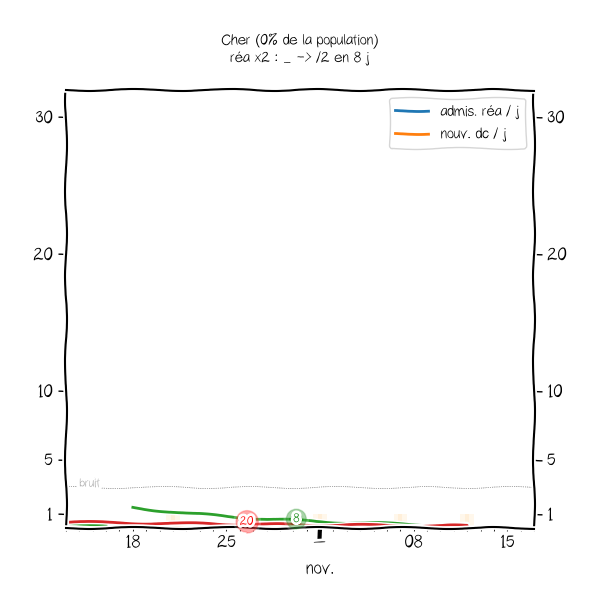 Cher (0% de la population)
réa x2 : _ -> /2 en 8 j
admis. réa / j
nouv. dc / j
30
30
20
20
10
10
5
5
bruit
1
1
20
8
18
25
1
08
15
nov.